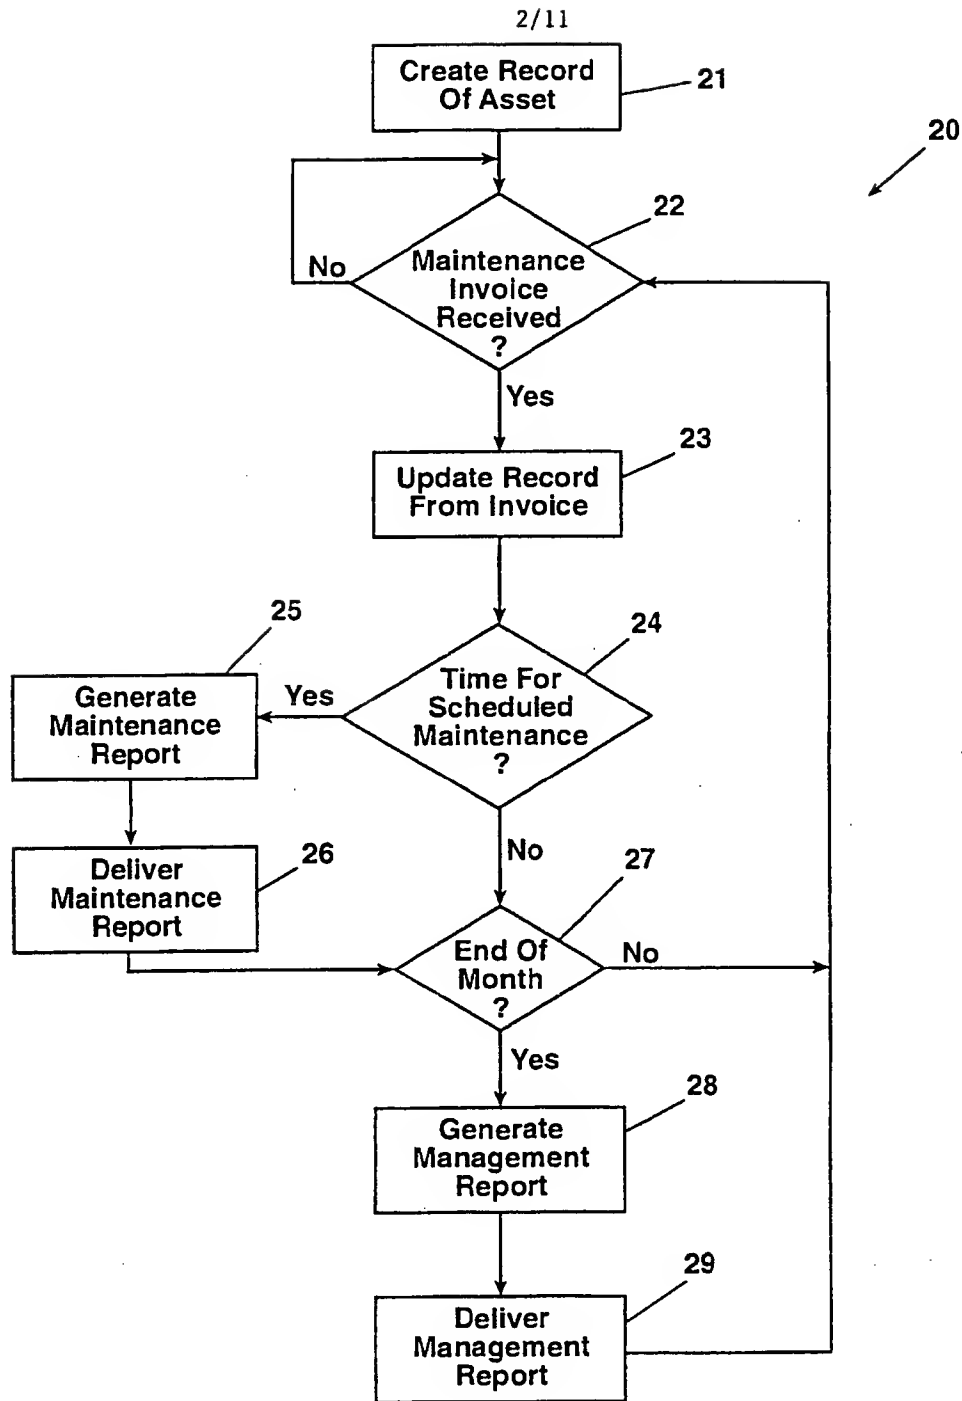 2/11
Create Record
Of Asset
21
20
22
No
Maintenance
Invoice
Received
?
Yes
23
Update Record
From Invoice
25
24
Generate
Maintenance
Report
Yes
Time For
Scheduled
Maintenance
?
26
Deliver
Maintenance
Report
No
27
End Of
Month
?
No
Yes
28
Generate
Management
Report
29
Deliver
Management
Report